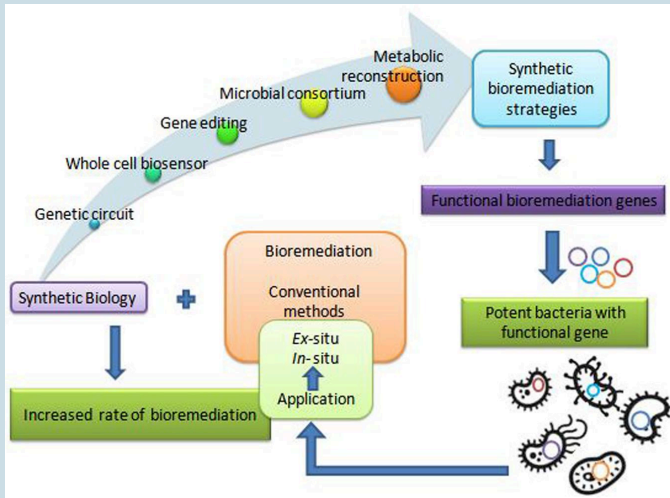 Metabolic
reconstruction
Microbial consortium
Gene editing
Whole cell biosensor
Genetic circuit
Synthetic Biology
Synthetic
bioremediation
strategies
Functional bioremediation genes
Potent bacteria with
functional gene
Bioremediation
Conventional
methods
Ex-situ
In- situ
Application
Increased rate of bioremediation